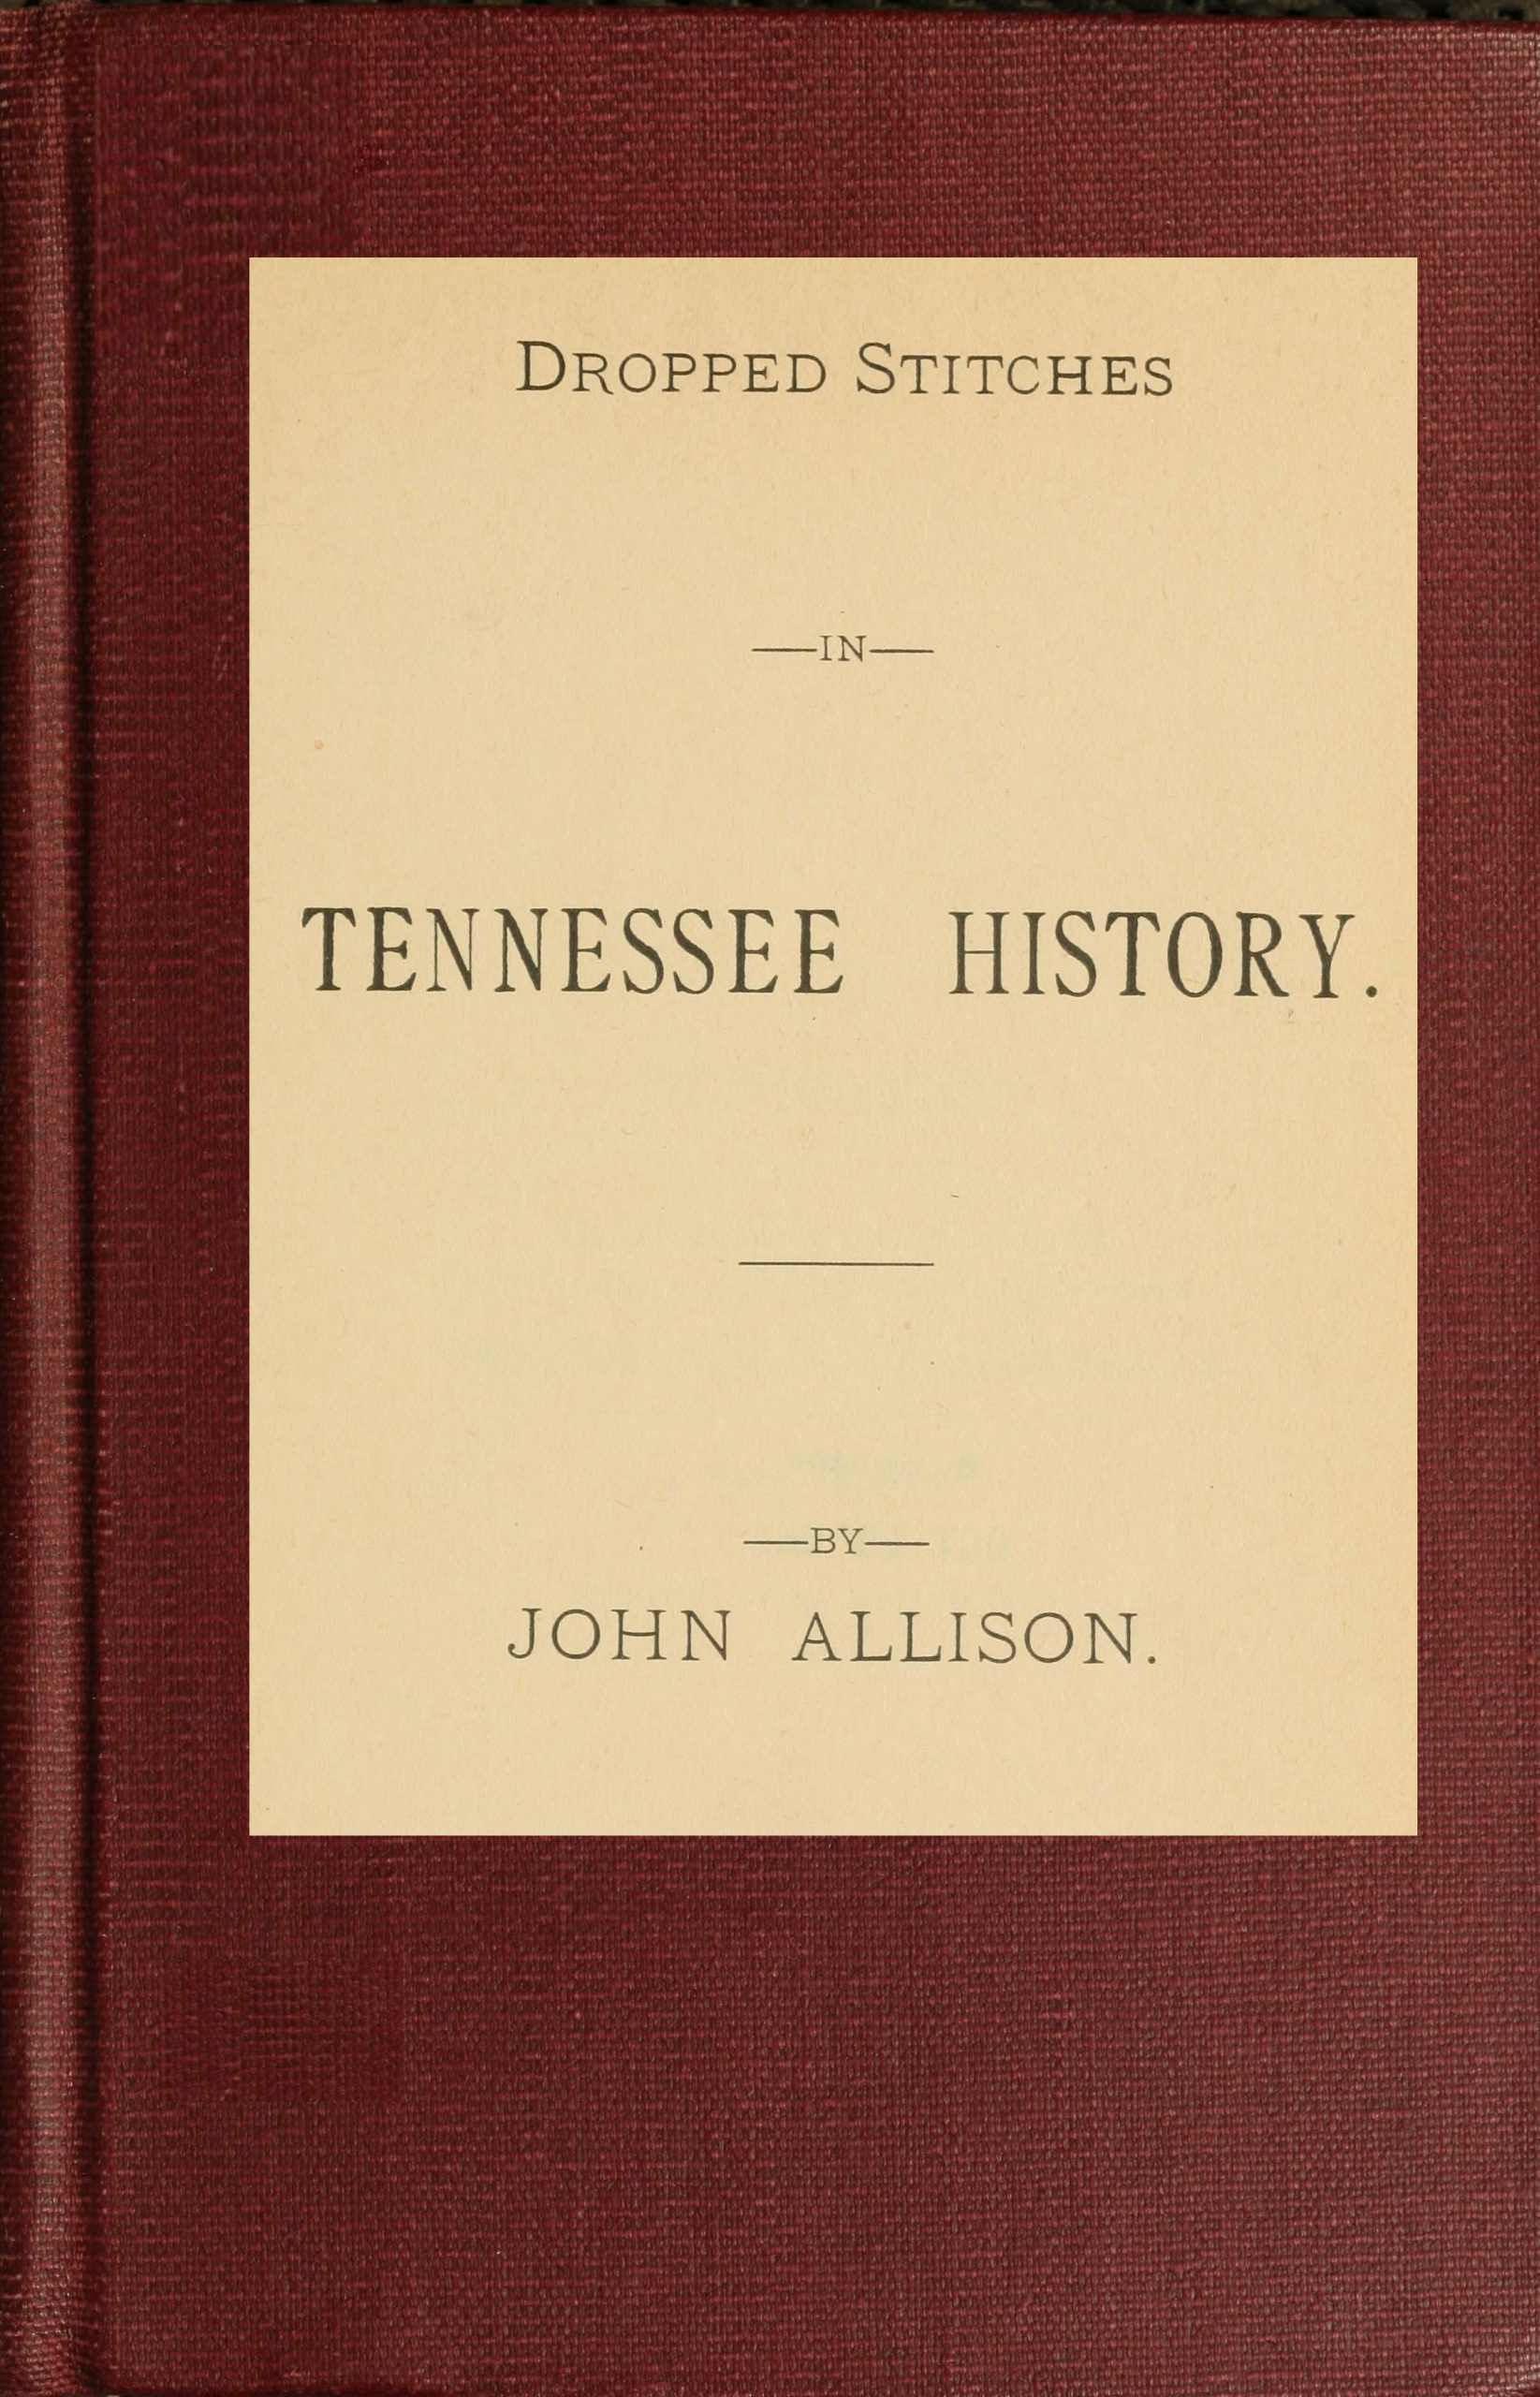 Dropped Stitches
—IN—
TENNESSEE HISTORY.
—BY—
JOHN ALLISON.